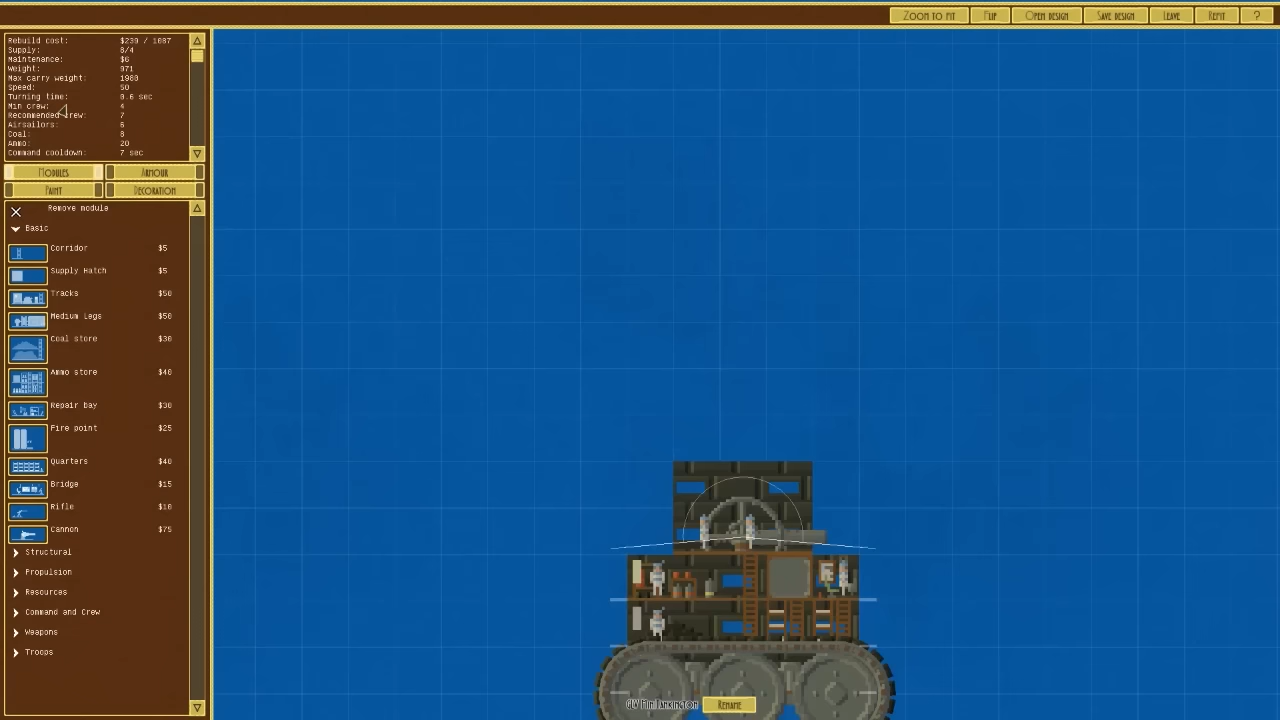 Zoom to fit Flip Open design Save design Leave Refit ?
Rebuild cost: $239 / 1087
Supply: 8/4
Maintenance: $6
Weight: 971
Max carry weight: 1980
Speed: 50
Turning time: 0.6 sec
Min crew: 4
Recommended crew: 7
Airsailors: 6
Coal: 8
Ammo: 20
Command cooldown: 7 sec
Modules Armour
Paint Decoration
Remove module
Basic
Corridor $5
Supply Hatch $5
Tracks $50
Medium Legs $50
Coal store $30
Ammo store $40
Repair bay $30
Fire point $25
Quarters $40
Bridge $15
Rifle $10
Cannon $75
Structural
Propulsion
Resources
Command and Crew
Weapons
Troops
Rename